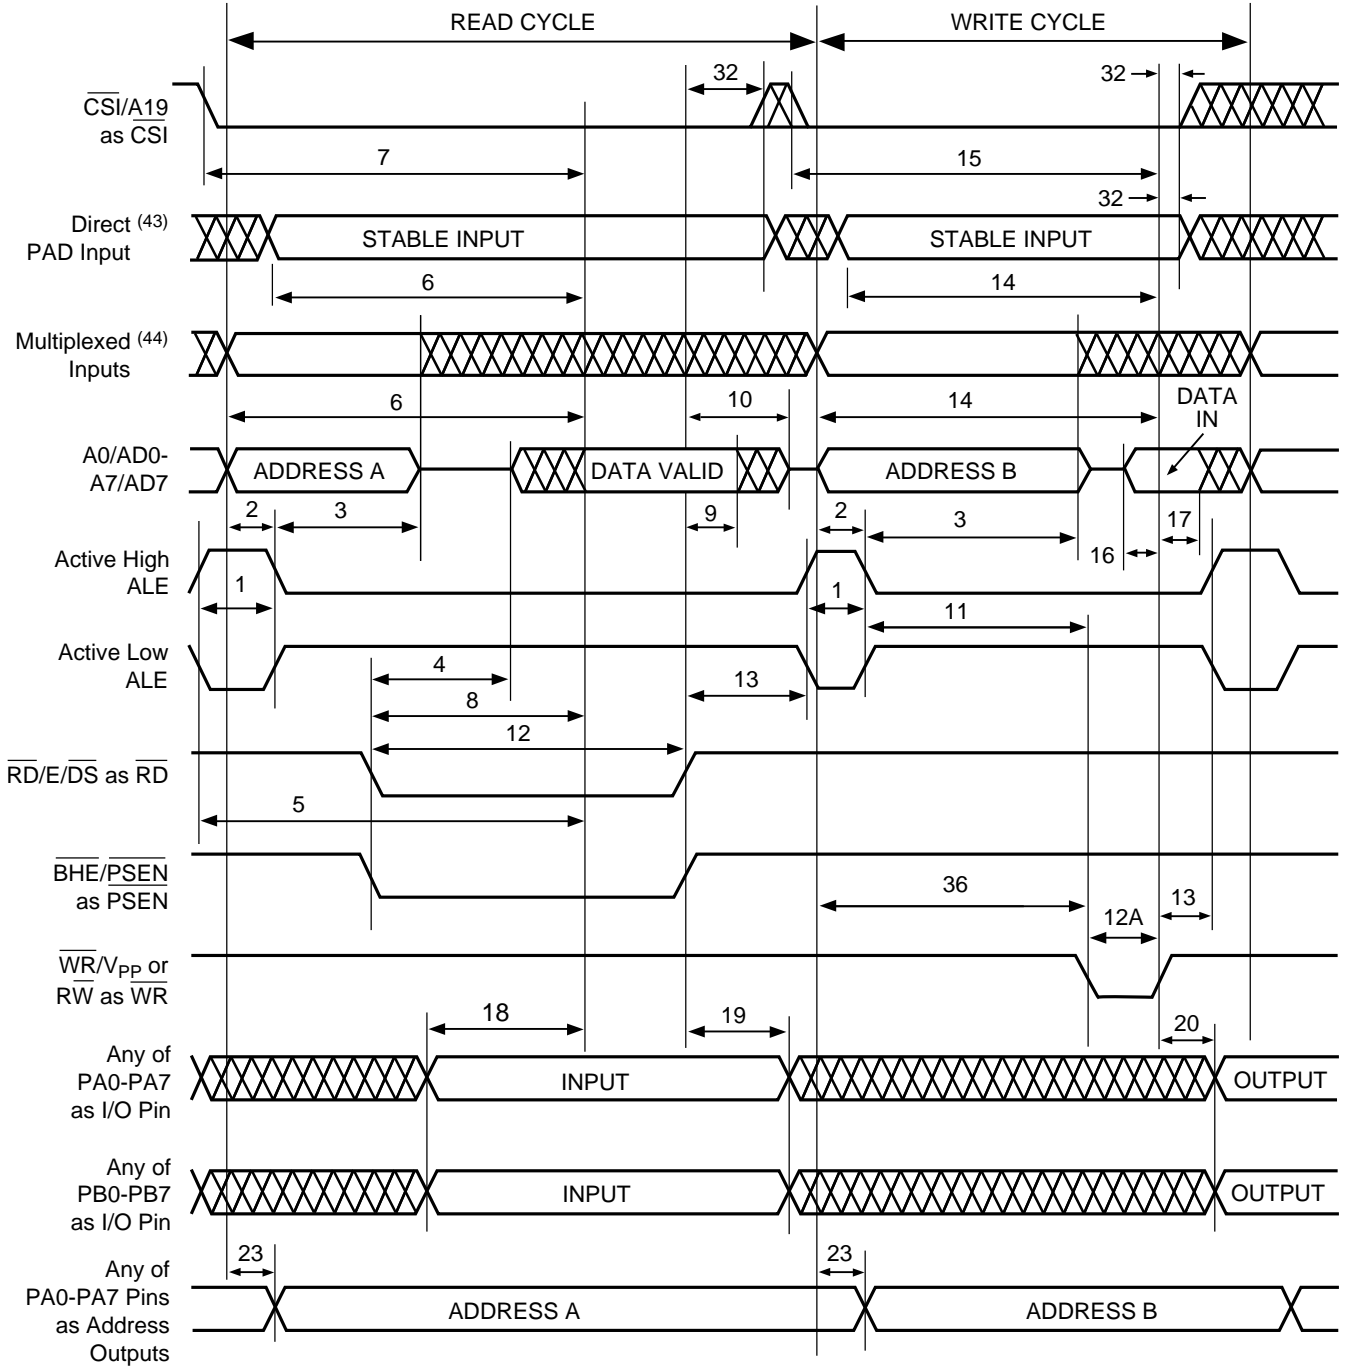 READ CYCLE
WRITE CYCLE
32
32
CSI/A19
as CSI
7
15
32
Direct (43)
PAD Input
STABLE INPUT
STABLE INPUT
6
14
Multiplexed (44)
Inputs
6
10
14
DATA
IN
A0/AD0-
A7/AD7
ADDRESS A
DATA VALID
ADDRESS B
2
3
9
2
3
17
16
Active High
ALE
1
1
11
Active Low
ALE
4
13
8
12
RD/E/DS as RD
5
BHE/PSEN
as PSEN
36
12A
13
WR/VPP or
RW as WR
18
19
20
Any of
PA0-PA7
as I/O Pin
INPUT
OUTPUT
Any of
PB0-PB7
as I/O Pin
INPUT
OUTPUT
23
23
Any of
PA0-PA7 Pins
as Address
Outputs
ADDRESS A
ADDRESS B